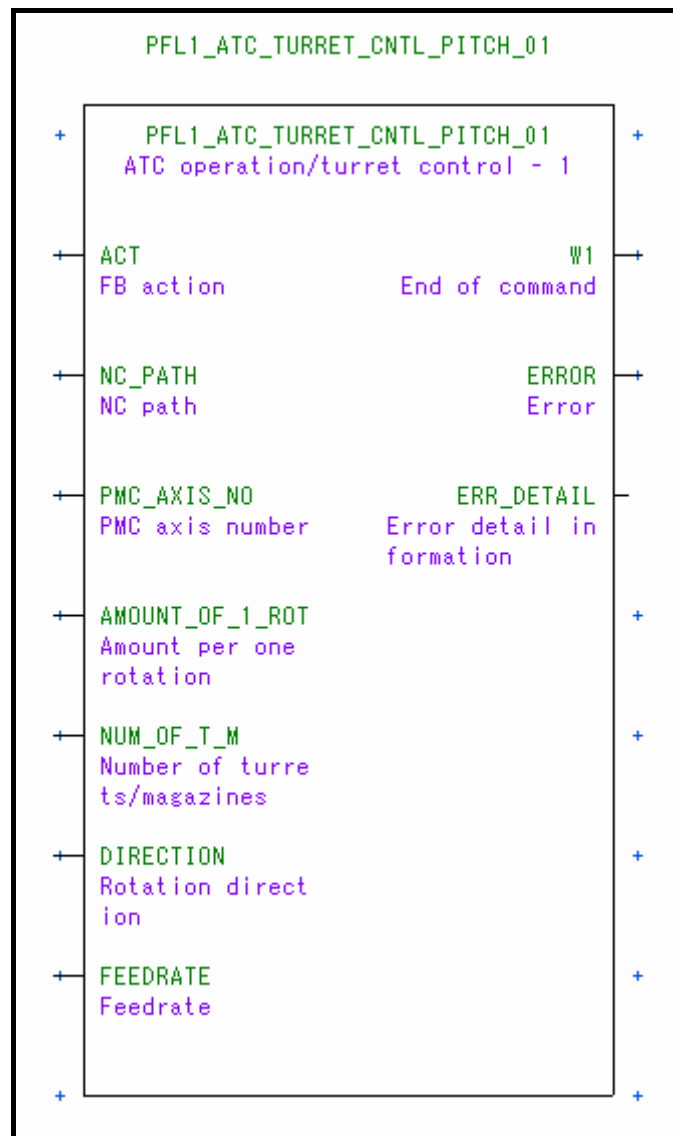 PFL1_ATC_TURRET_CNTL_PITCH_01
PFL1_ATC_TURRET_CNTL_PITCH_01
ATC operation/turret control - 1
ACT W1
FB action End of command
NC_PATH ERROR
NC path Error
PMC_AXIS_NO ERR_DETAIL
PMC axis number Error detail in
formation
AMOUNT_OF_1_ROT
Amount per one
rotation
NUM_OF_T_M
Number of turre
ts/magazines
DIRECTION
Rotation direct
ion
FEEDRATE
Feedrate